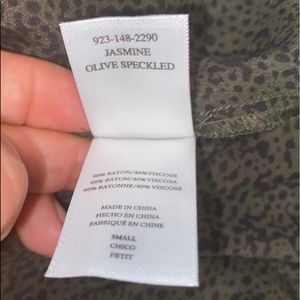 923-148-2290
JASMINE
OLIVE SPECKLED
60% RAYON/40% VISCOSE
60% RAYON/40% VISCOSA
60% RAYONNE/40% VISCOSE
MADE IN CHINA
HECHO EN CHINA
FABRIQUÉ EN CHINE
SMALL
CHICO
PETIT